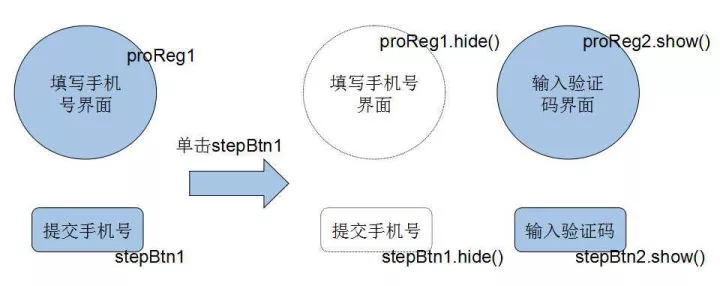 proReg1
填写手机
号界面
单击stepBtn1
提交手机号
stepBtn1
proReg1.hide()
填写手机号
界面
提交手机号
stepBtn1.hide()
proReg2.show()
输入验证
码界面
输入验证码
stepBtn2.show()